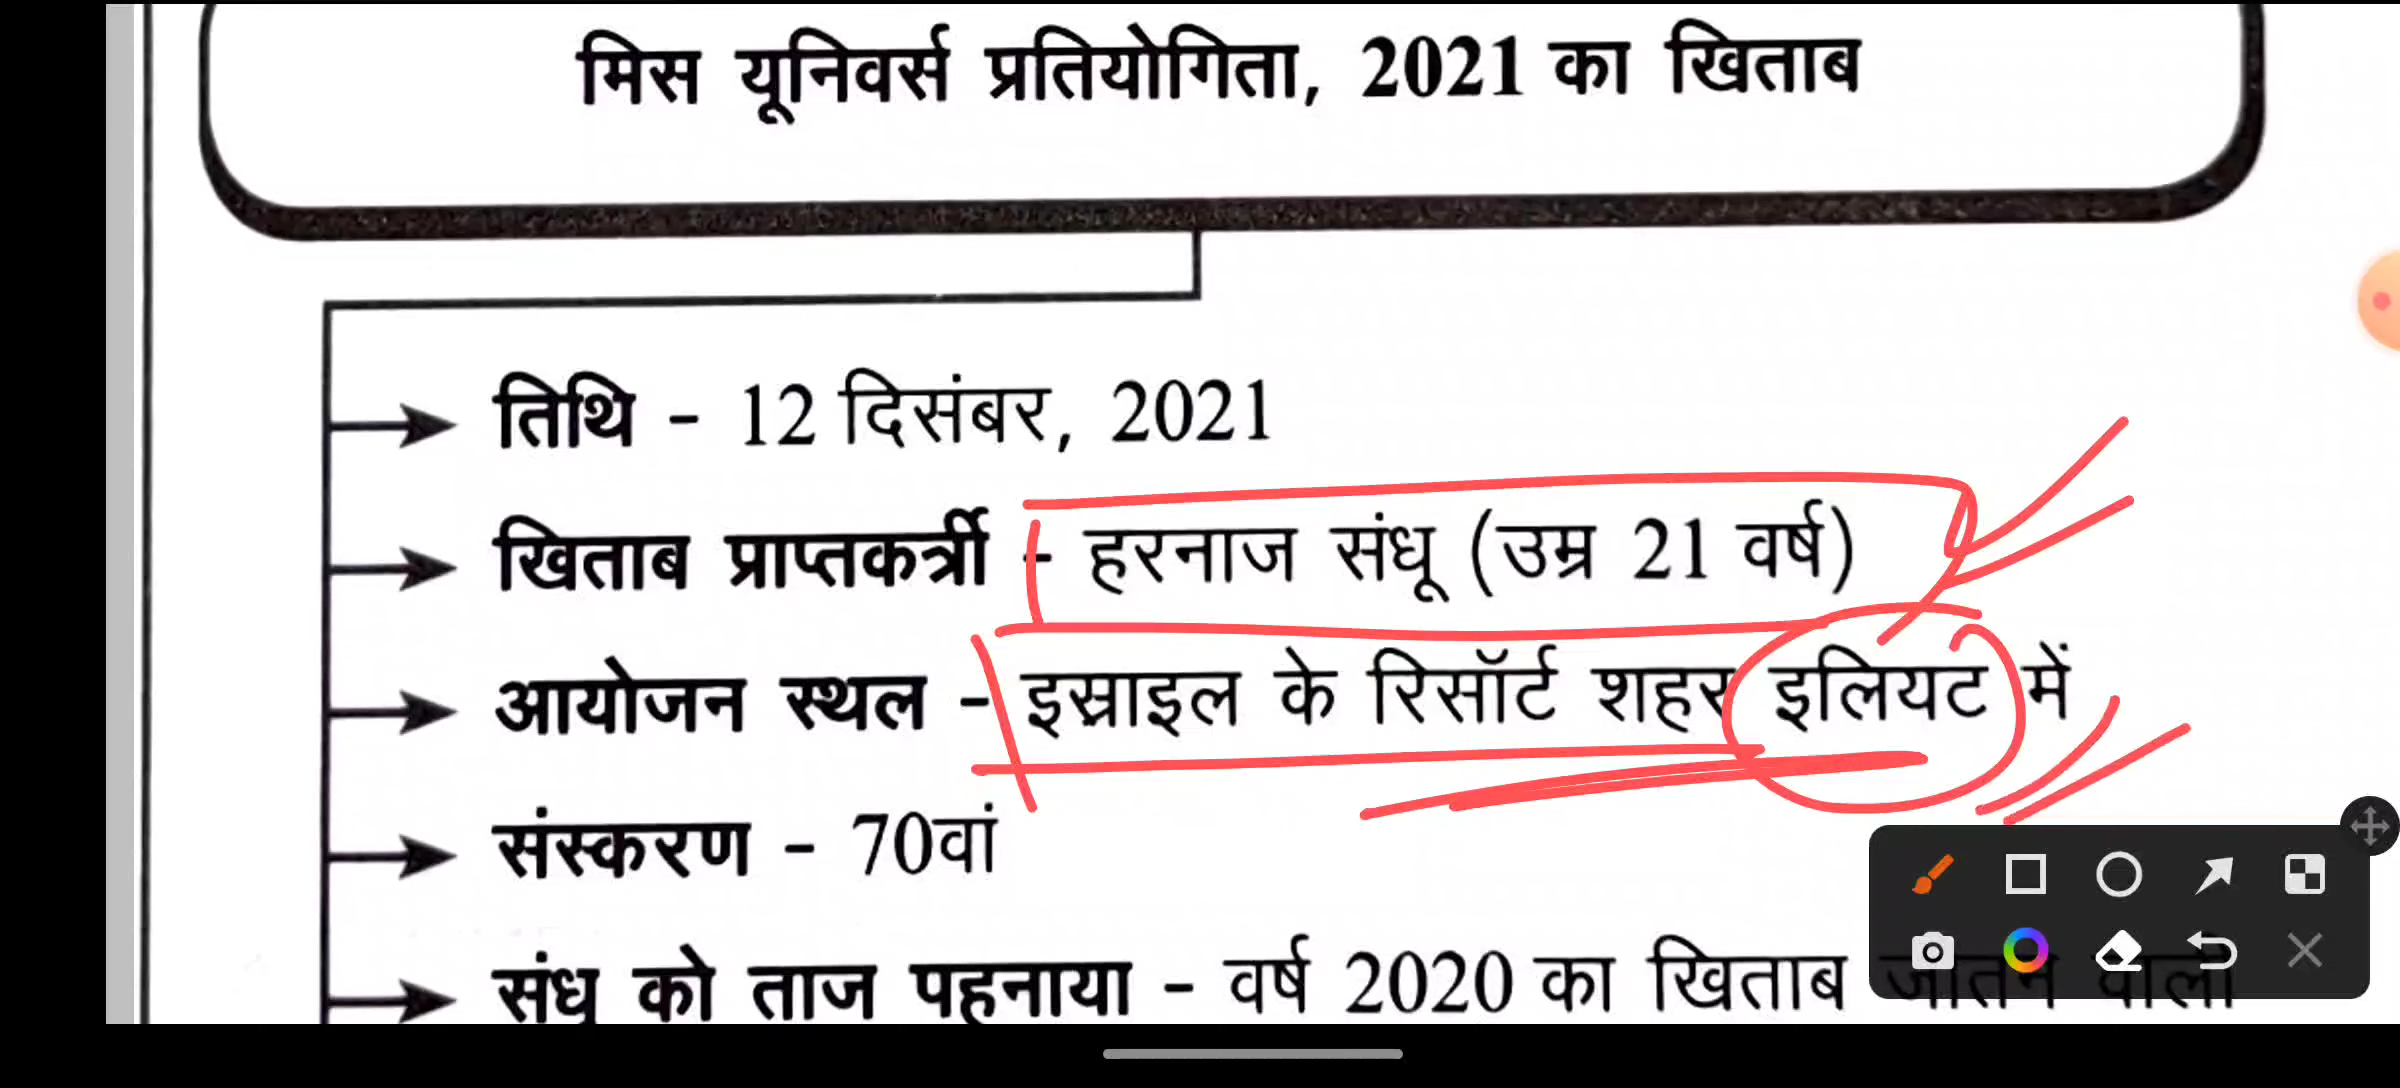 मिस यूनिवर्स प्रतियोगिता, 2021 का खिताब
तिथि - 12 दिसंबर, 2021
खिताब प्राप्तकर्त्री - हरनाज संधू (उम्र 21 वर्ष)
आयोजन स्थल - इस्राइल के रिसॉर्ट शहर इलियट में
संस्करण - 70वां
संधू को ताज पहनाया - वर्ष 2020 का खिताब